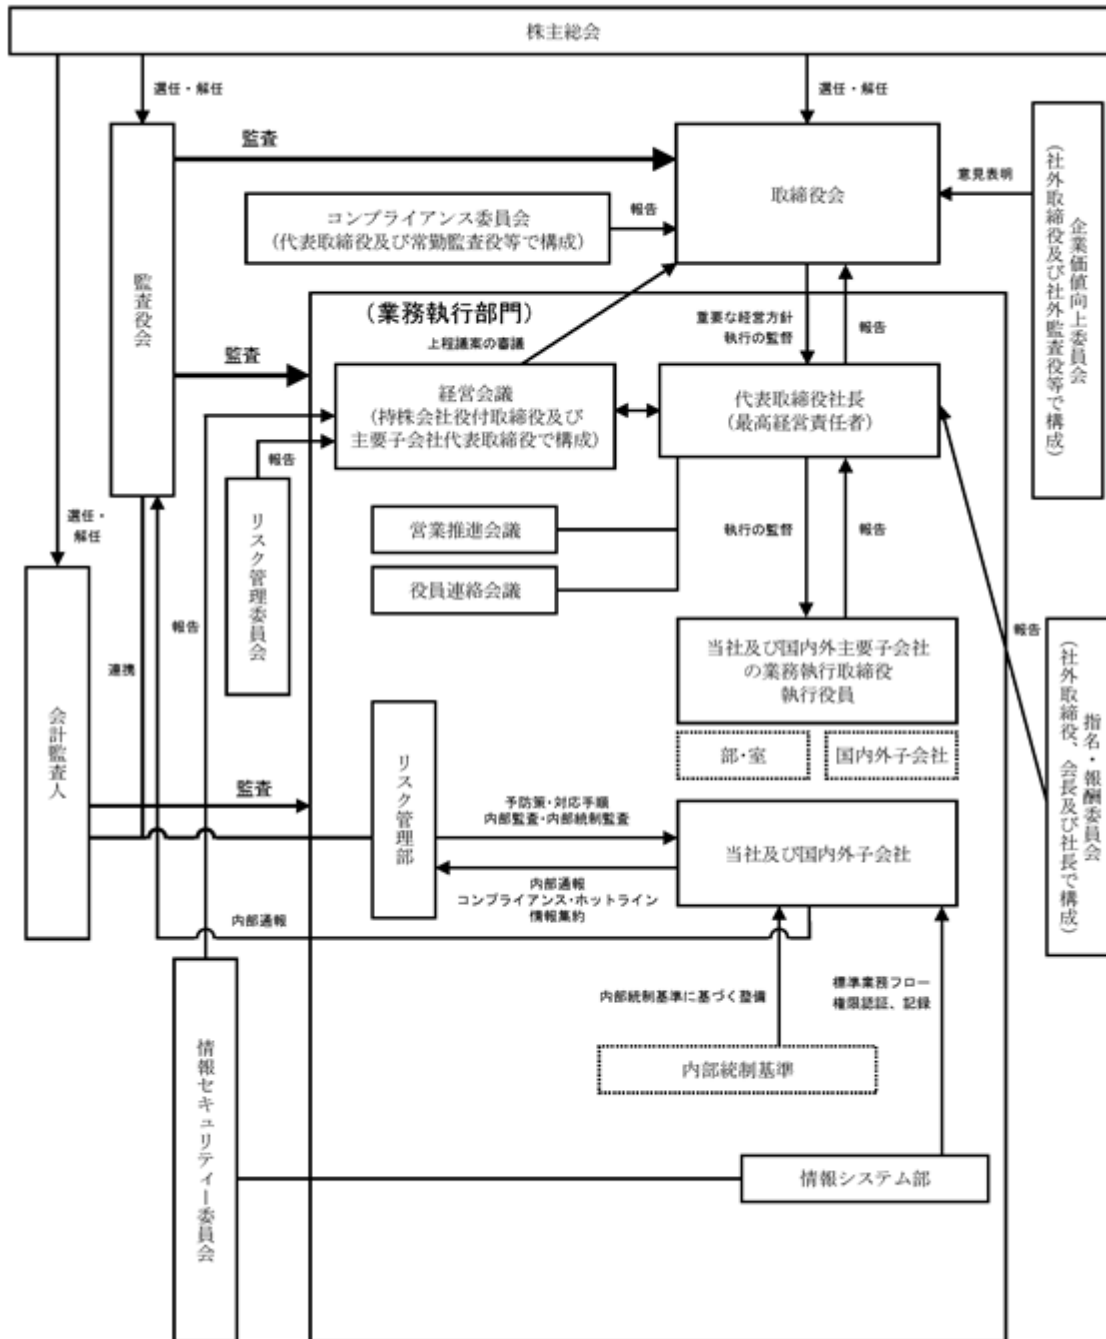 株主総会
選任・解任
選任・解任
監査
取締役会
意見表明
企業価値向上委員会
(社外取締役及び社外監査役等で構成)
コンプライアンス委員会
(代表取締役及び常勤監査役等で構成)
報告
監査役会
(業務執行部門)
上程議案の審議
重要な経営方針
執行の監督
報告
監査
経営会議
(持株会社役付取締役及び
主要子会社代表取締役で構成)
代表取締役社長
(最高経営責任者)
報告
リスク管理委員会
選任・
解任
営業推進会議
役員連絡会議
執行の監督
報告
報告
連携
報告
会計監査人
当社及び国内外主要子会社
の業務執行取締役
執行役員
部・室
国内外子会社
指名・報酬委員会
(社外取締役、会長及び社長で構成)
リスク管理部
監査
予防策・対応手順
内部監査・内部統制監査
当社及び国内外子会社
内部通報
コンプライアンス・ホットライン
情報集約
内部通報
内部統制基準に基づく整備
標準業務フロー
権限認証、記録
内部統制基準
情報セキュリティー委員会
情報システム部